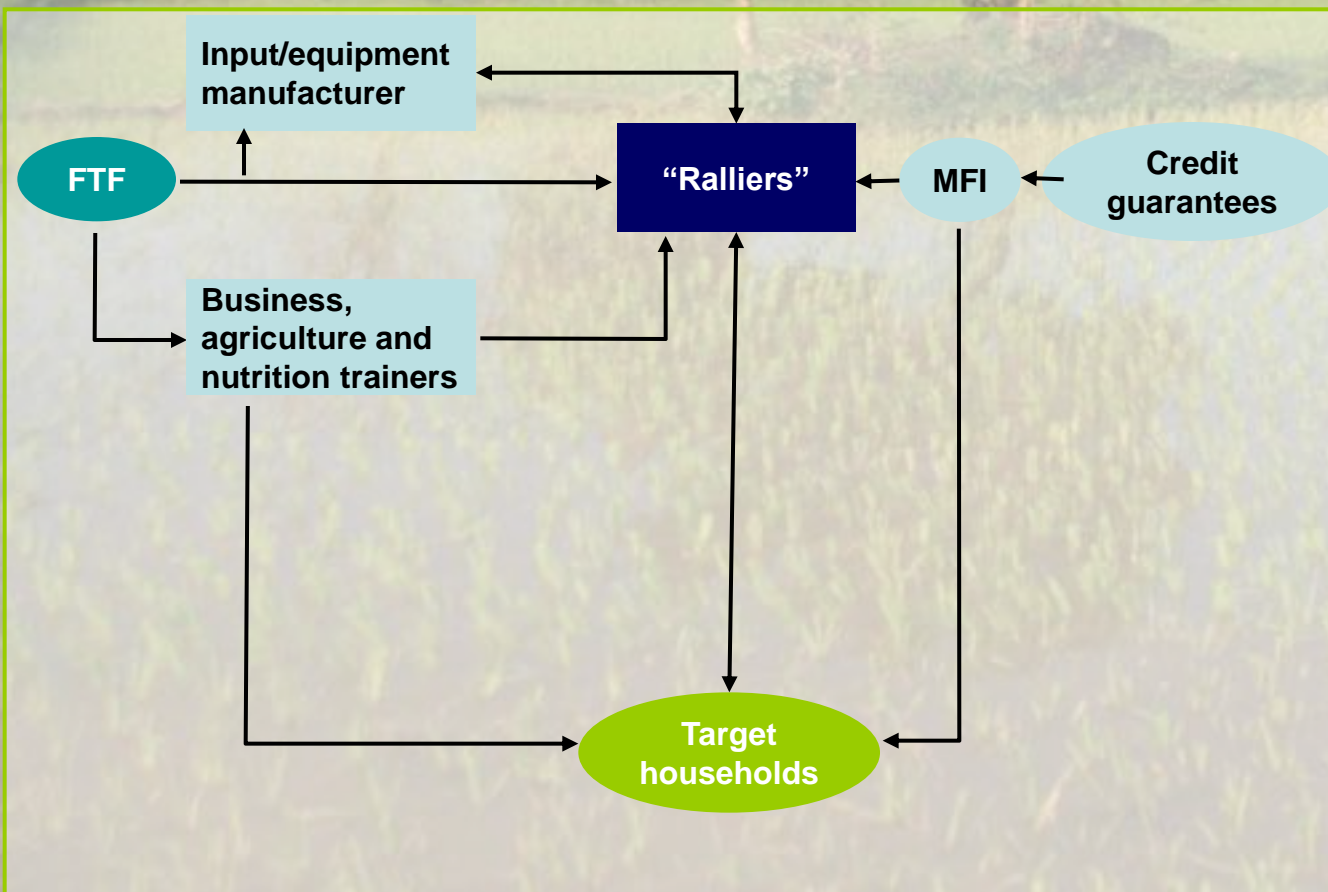 Input/equipment
manufacturer
FTF
“Ralliers”
MFI
Credit
guarantees
Business,
agriculture and
nutrition trainers
Target
households